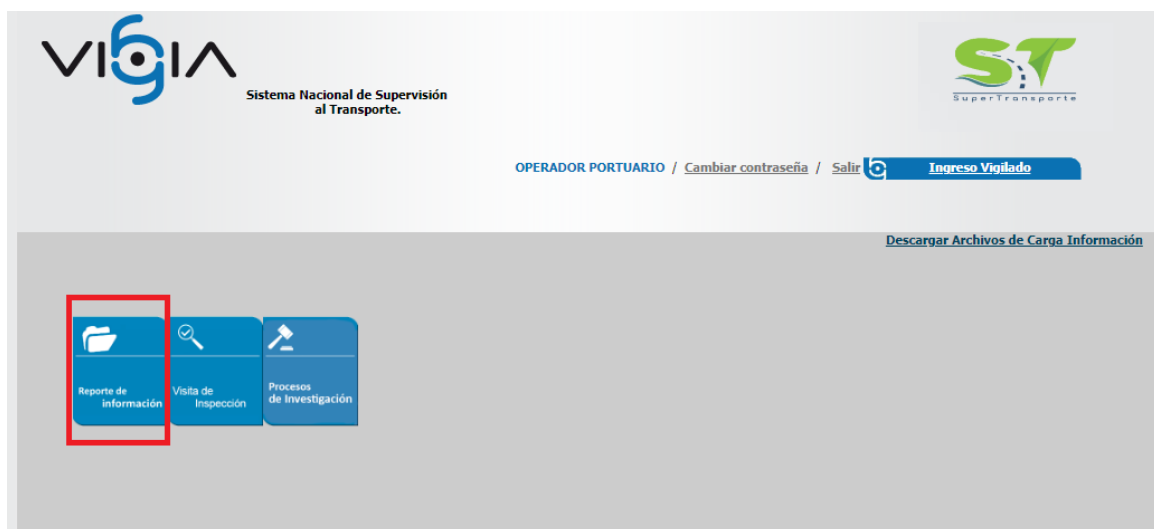 VIGIA
Sistema Nacional de Supervisión
al Transporte.
ST
SuperTransporte
OPERADOR PORTUARIO / Cambiar contraseña / Salir
Ingreso Vigilado
Descargar Archivos de Carga Información
Reporte de
información
Visita de
Inspección
Procesos
de Investigación